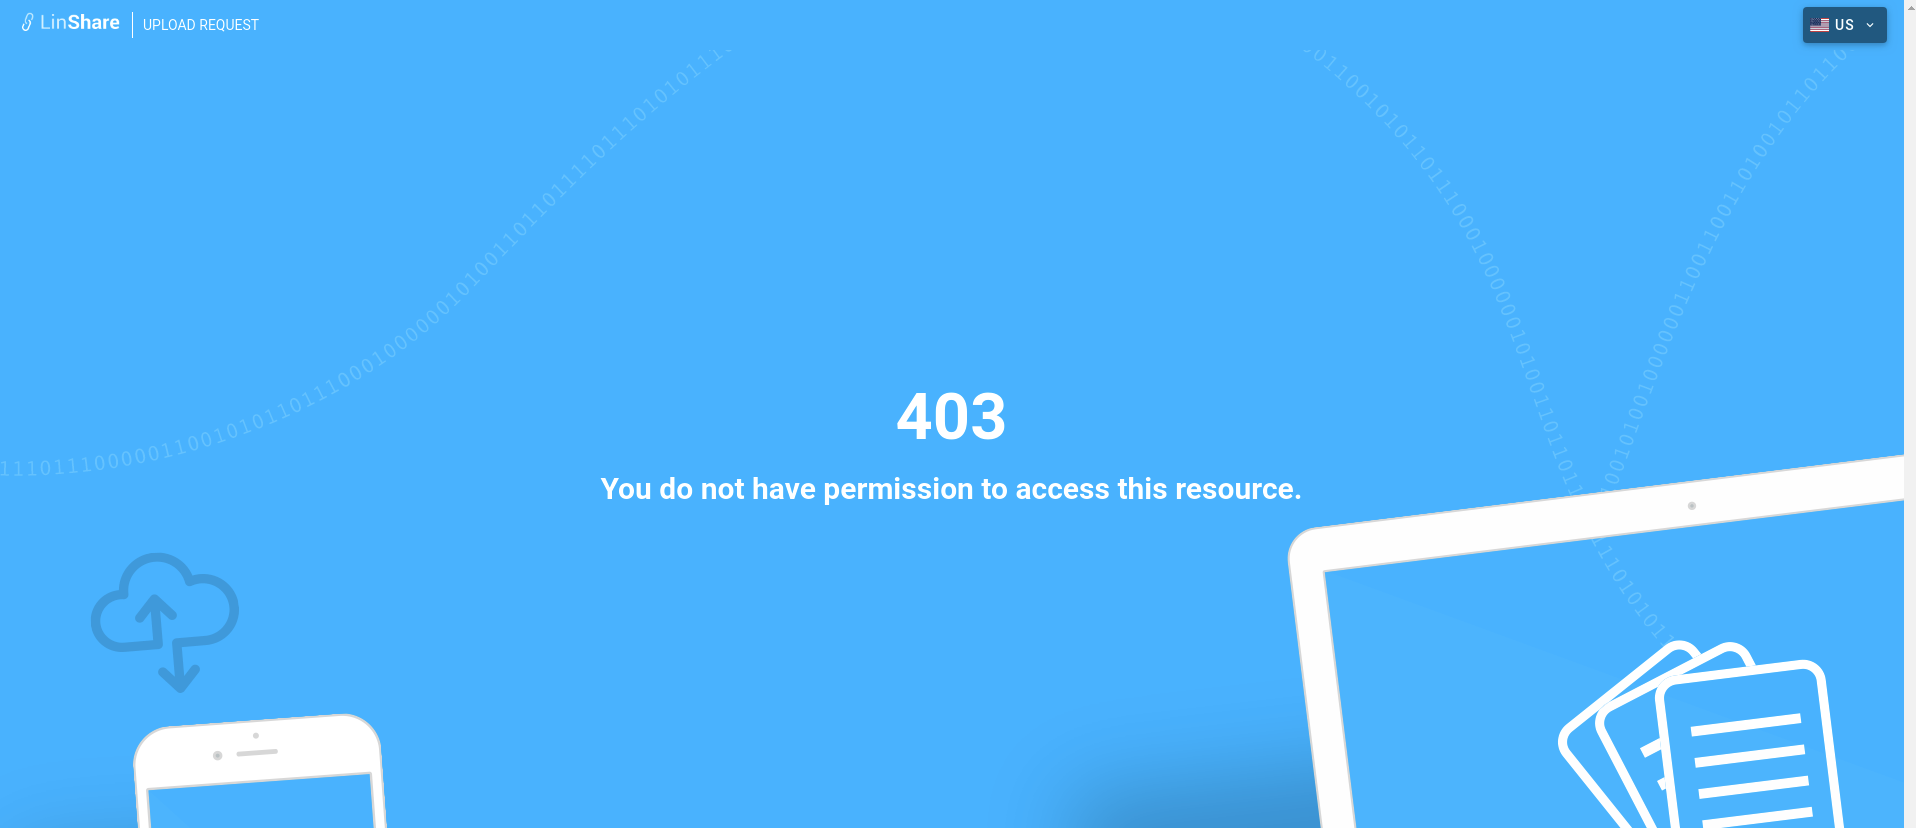 LinShare
UPLOAD REQUEST
US
403
You do not have permission to access this resource.